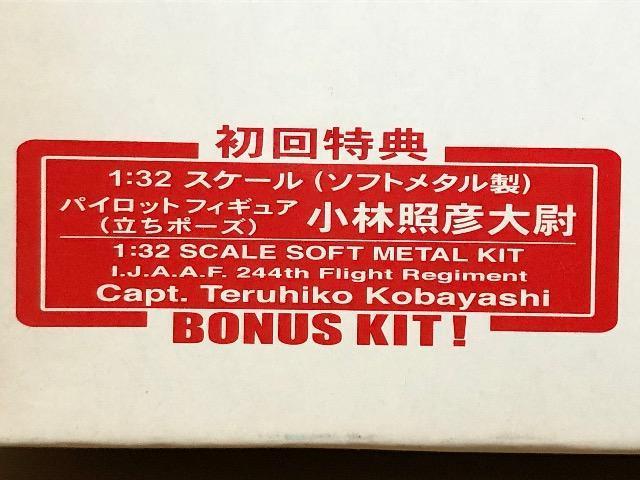 初回特典
1:32 スケール (ソフトメタル製)
パイロットフィギュア
(立ちポーズ)
小林照彦大尉
1:32 SCALE SOFT METAL KIT
I.J.A.A.F. 244th Flight Regiment
Capt. Teruhiko Kobayashi
BONUS KIT!